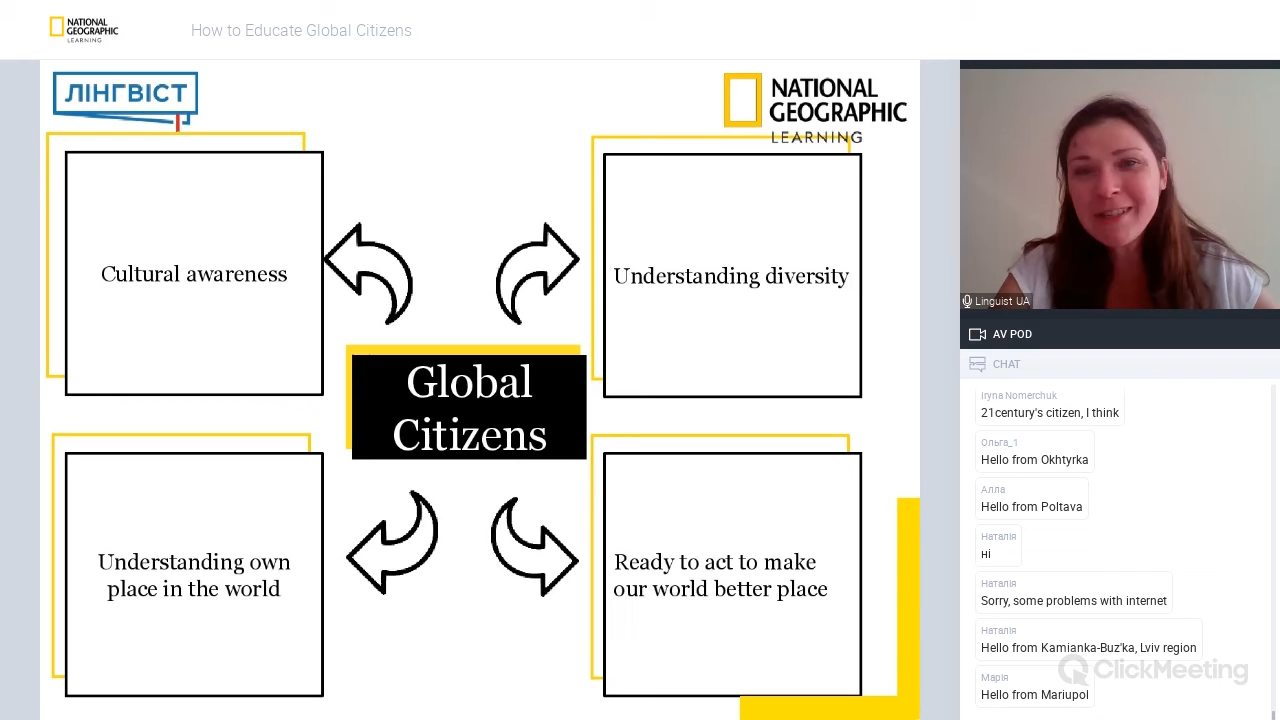 NATIONAL
GEOGRAPHIC
LEARNING
How to Educate Global Citizens
ЛІНГВІСТ
NATIONAL
GEOGRAPHIC
LEARNING
Cultural awareness
Understanding diversity
Global
Citizens
Understanding own
place in the world
Ready to act to make
our world better place
Linguist UA
AV POD
CHAT
Iryna Nomerchuk
21century's citizen, I think
Ольга_1
Hello from Okhtyrka
Алла
Hello from Poltava
Наталія
ні
Наталія
Sorry, some problems with internet
Наталія
Hello from Kamianka-Buz'ka, Lviv region
Марія
Hello from Mariupol
ClickMeeting